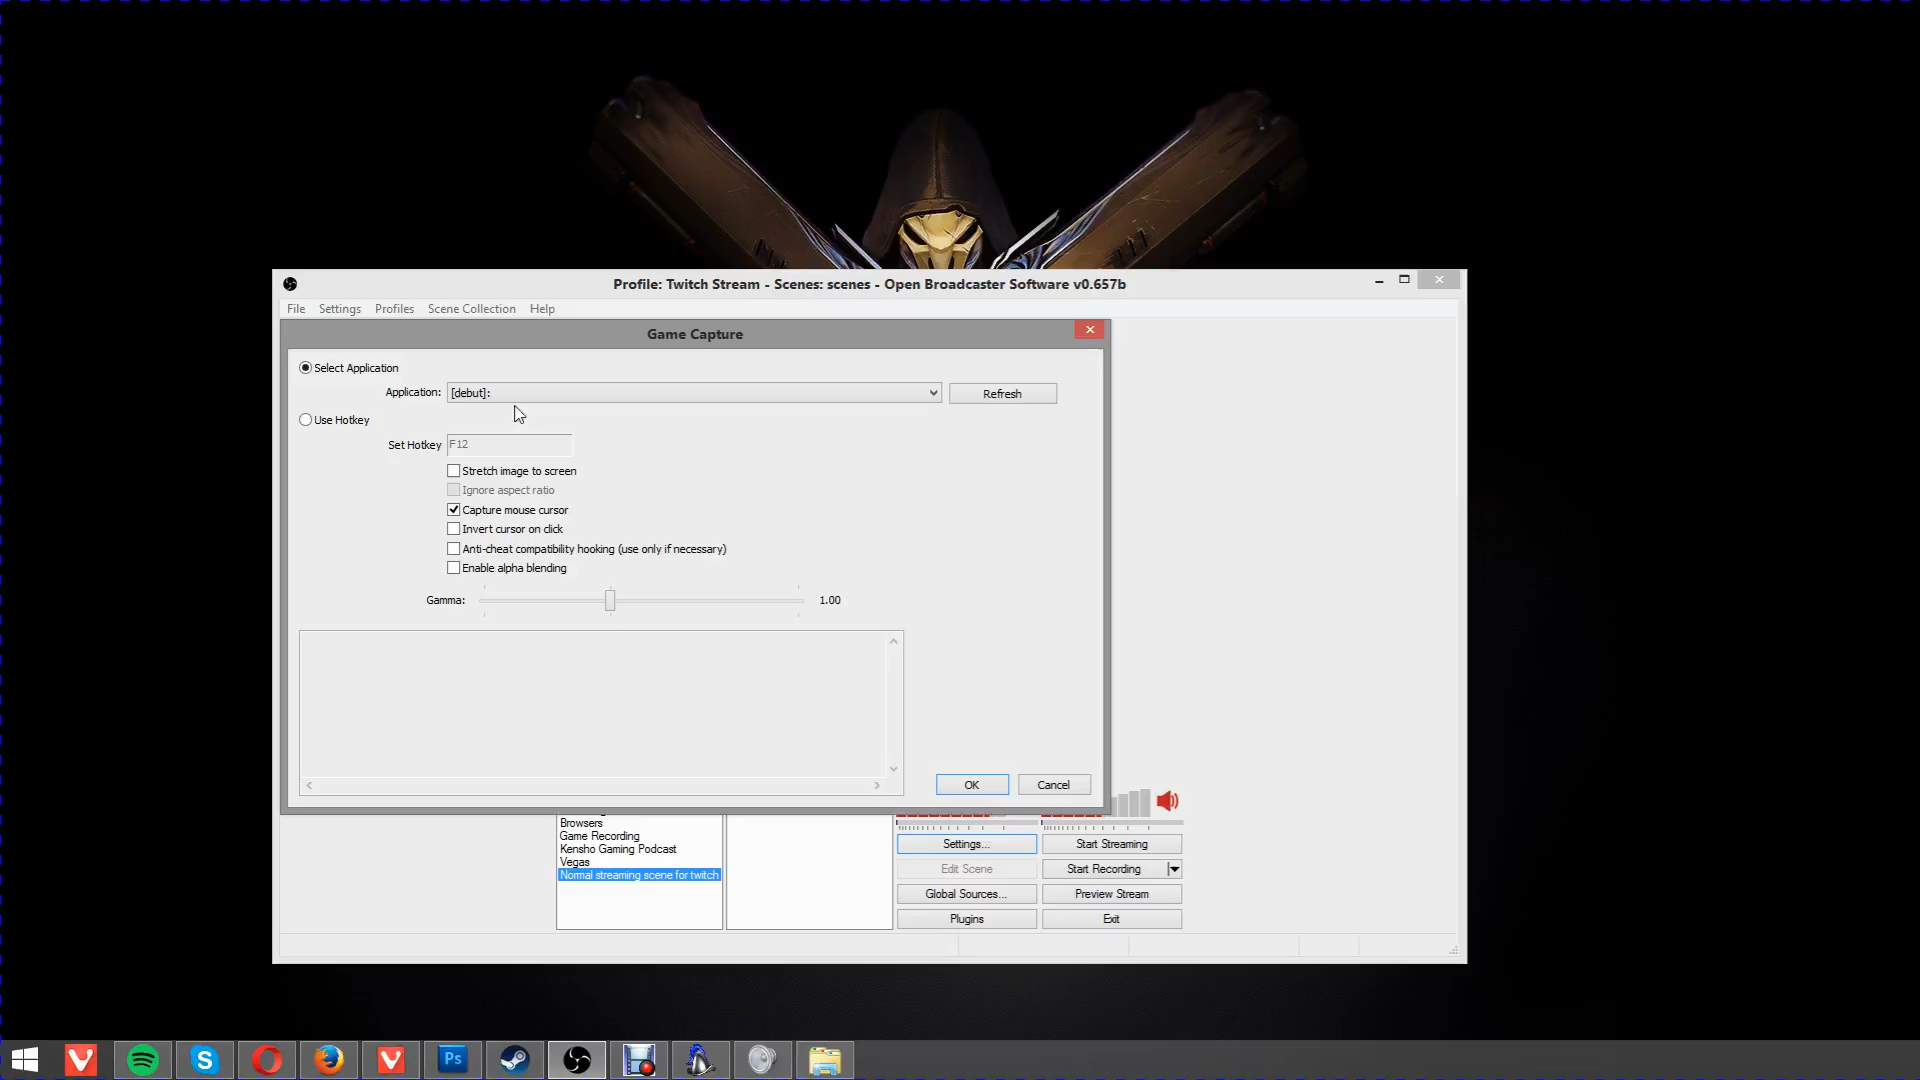 Profile: Twitch Stream - Scenes: scenes - Open Broadcaster Software v0.657b
File Settings Profiles Scene Collection Help
Game Capture
Select Application
Application: [debut]: Refresh
Use Hotkey
Set Hotkey F12
Stretch image to screen
Ignore aspect ratio
Capture mouse cursor
Invert cursor on click
Anti-cheat compatibility hooking (use only if necessary)
Enable alpha blending
Gamma: 1.00
OK Cancel
Browsers
Game Recording
Kensho Gaming Podcast
Vegas
Normal streaming scene for twitch
Settings... Start Streaming
Edit Scene Start Recording
Global Sources... Preview Stream
Plugins Exit
Ps